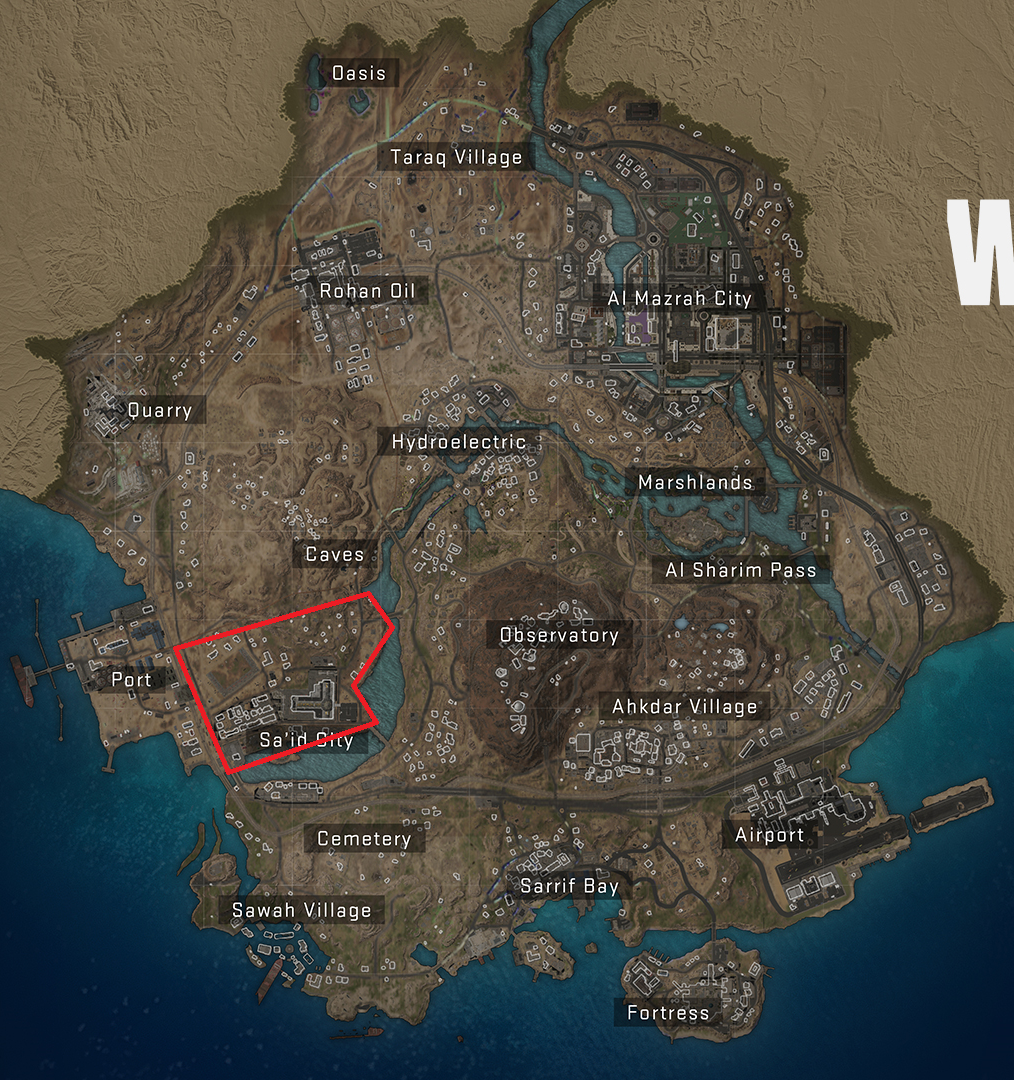 Oasis
Taraq Village
Rohan Oil
Al Mazrah City
W
Quarry
Hydroelectric
Marshlands
Caves
Al Sharim Pass
Observatory
Port
Ahkdar Village
Sa'id City
Cemetery
Airport
Sarrif Bay
Sawah Village
Fortress